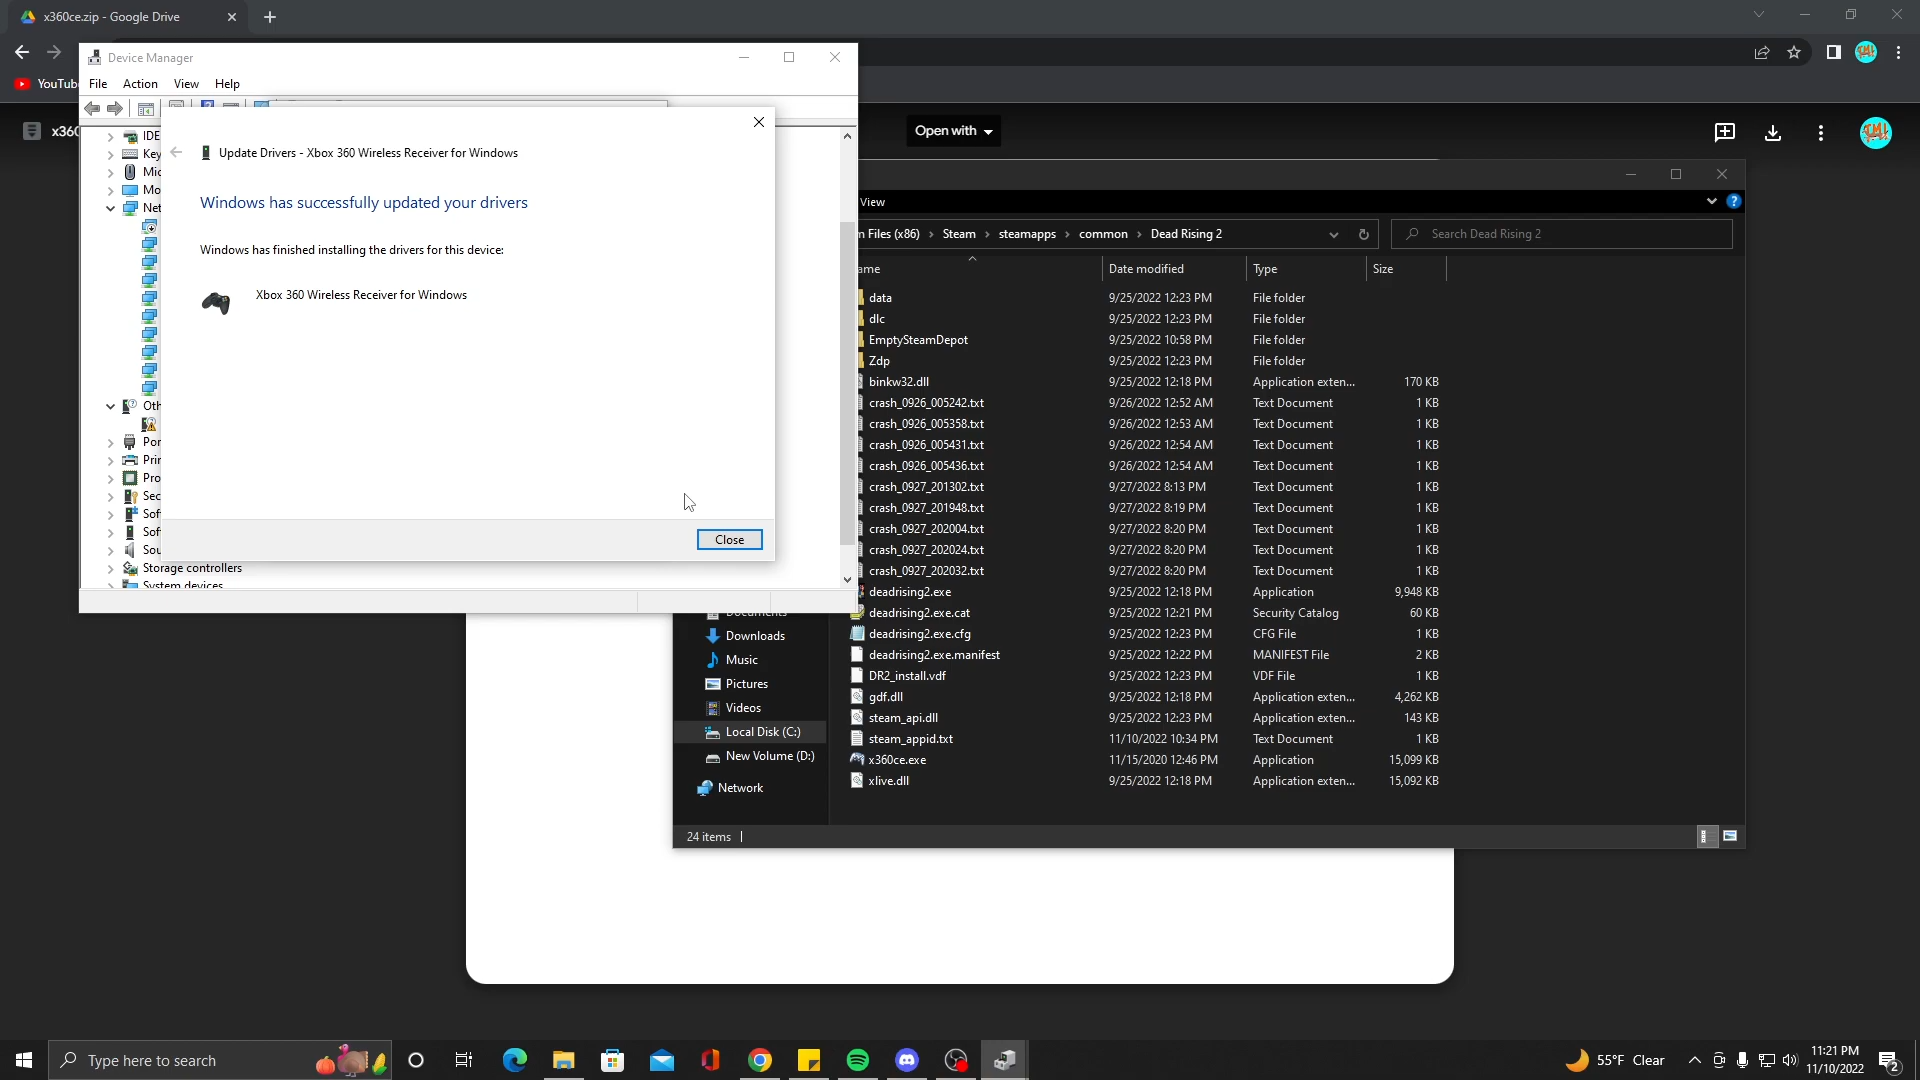 x360ce.zip - Google Drive
YouTub
Device Manager
File Action View Help
x360
Open with
IDE
Key
Mic
Mo
Net
Oth
Por
Prin
Pro
Sec
Sof
Sof
Sou
Storage controllers
System devices
Update Drivers - Xbox 360 Wireless Receiver for Windows
Windows has successfully updated your drivers
Windows has finished installing the drivers for this device:
Xbox 360 Wireless Receiver for Windows
Close
View
m Files (x86) › Steam › steamapps › common › Dead Rising 2
Search Dead Rising 2
ame Date modified Type Size
data 9/25/2022 12:23 PM File folder
dlc 9/25/2022 12:23 PM File folder
EmptySteamDepot 9/25/2022 10:58 PM File folder
Zdp 9/25/2022 12:23 PM File folder
binkw32.dll 9/25/2022 12:18 PM Application exten... 170 KB
crash_0926_005242.txt 9/26/2022 12:52 AM Text Document 1 KB
crash_0926_005358.txt 9/26/2022 12:53 AM Text Document 1 KB
crash_0926_005431.txt 9/26/2022 12:54 AM Text Document 1 KB
crash_0926_005436.txt 9/26/2022 12:54 AM Text Document 1 KB
crash_0927_201302.txt 9/27/2022 8:13 PM Text Document 1 KB
crash_0927_201948.txt 9/27/2022 8:19 PM Text Document 1 KB
crash_0927_202004.txt 9/27/2022 8:20 PM Text Document 1 KB
crash_0927_202024.txt 9/27/2022 8:20 PM Text Document 1 KB
crash_0927_202032.txt 9/27/2022 8:20 PM Text Document 1 KB
deadrising2.exe 9/25/2022 12:18 PM Application 9,948 KB
deadrising2.exe.cat 9/25/2022 12:21 PM Security Catalog 60 KB
deadrising2.exe.cfg 9/25/2022 12:23 PM CFG File 1 KB
deadrising2.exe.manifest 9/25/2022 12:22 PM MANIFEST File 2 KB
DR2_install.vdf 9/25/2022 12:23 PM VDF File 1 KB
gdf.dll 9/25/2022 12:18 PM Application exten... 4,262 KB
steam_api.dll 9/25/2022 12:23 PM Application exten... 143 KB
steam_appid.txt 11/10/2022 10:34 PM Text Document 1 KB
x360ce.exe 11/15/2020 12:46 PM Application 15,099 KB
xlive.dll 9/25/2022 12:18 PM Application exten... 15,092 KB
Documents
Downloads
Music
Pictures
Videos
Local Disk (C:)
New Volume (D:)
Network
24 items
Type here to search
55°F Clear
11:21 PM
11/10/2022
2